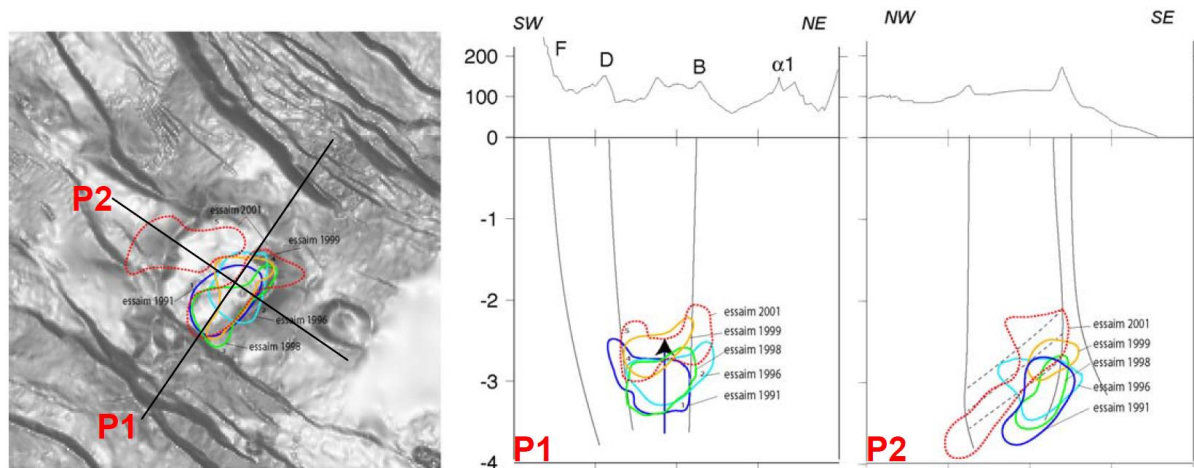 P2
P1
essaim 2001
essaim 1999
essaim 1991
essaim 1996
essaim 1998
SW
NE
F
D
B
α1
200
100
0
-1
-2
-3
-4
essaim 2001
essaim 1999
essaim 1998
essaim 1996
essaim 1991
P1
NW
SE
essaim 2001
essaim 1999
essaim 1998
essaim 1996
essaim 1991
P2